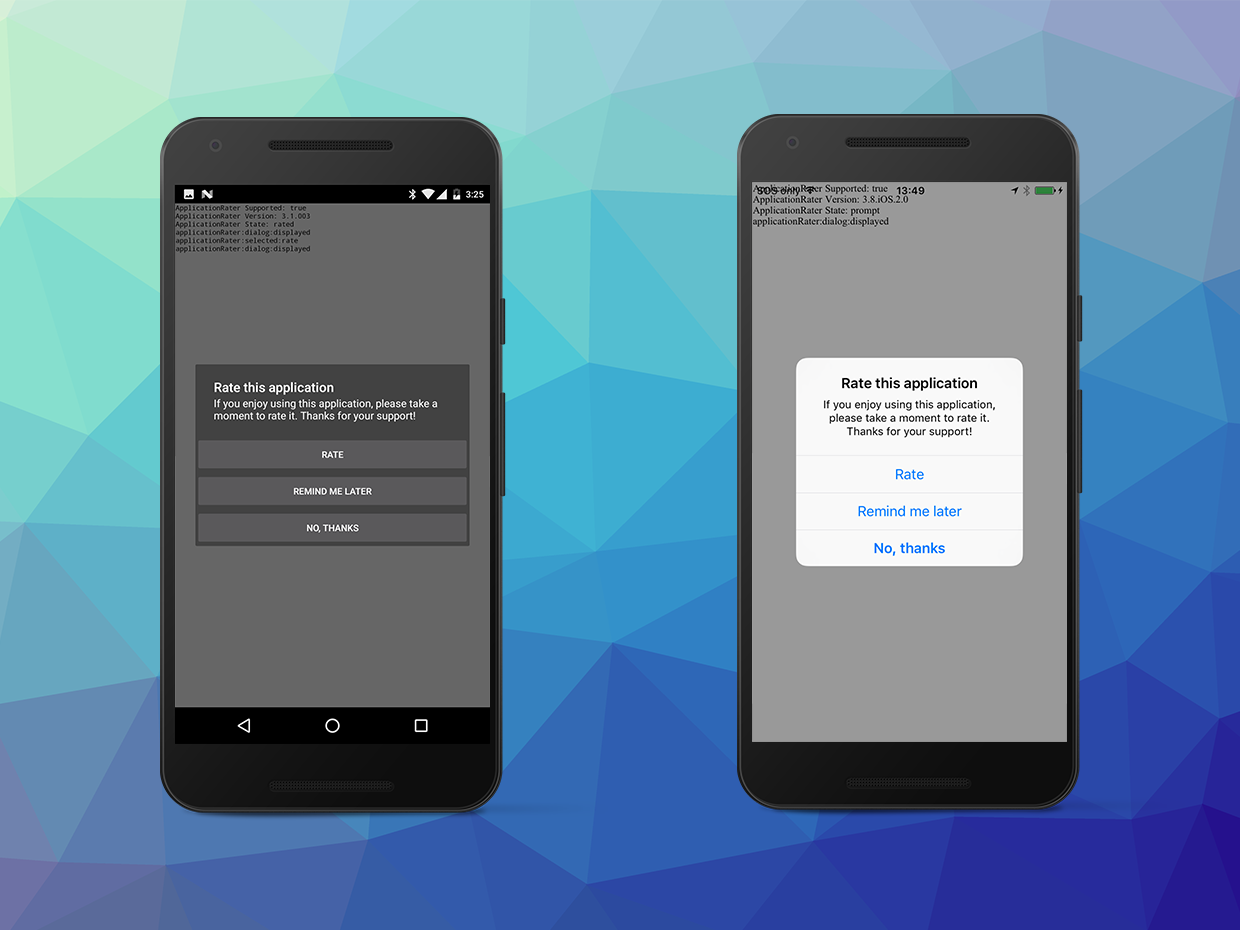 3:25
ApplicationRater Supported: true
ApplicationRater Version: 3.1.003
ApplicationRater State: rated
applicationRater:dialog:displayed
applicationRater:selected:rate
applicationRater:dialog:displayed
Rate this application
If you enjoy using this application, please take a
moment to rate it. Thanks for your support!
RATE
REMIND ME LATER
NO, THANKS
SOS only 13:49
ApplicationRater Supported: true
ApplicationRater Version: 3.8.iOS.2.0
ApplicationRater State: prompt
applicationRater:dialog:displayed
Rate this application
If you enjoy using this application,
please take a moment to rate it.
Thanks for your support!
Rate
Remind me later
No, thanks